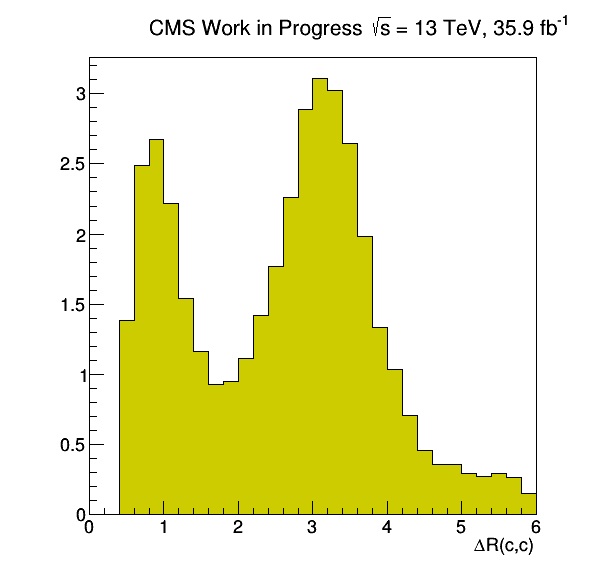 CMS Work in Progress √s = 13 TeV, 35.9 fb⁻¹
3
2.5
2
1.5
1
0.5
0
0 1 2 3 4 5 6
ΔR(c,c)